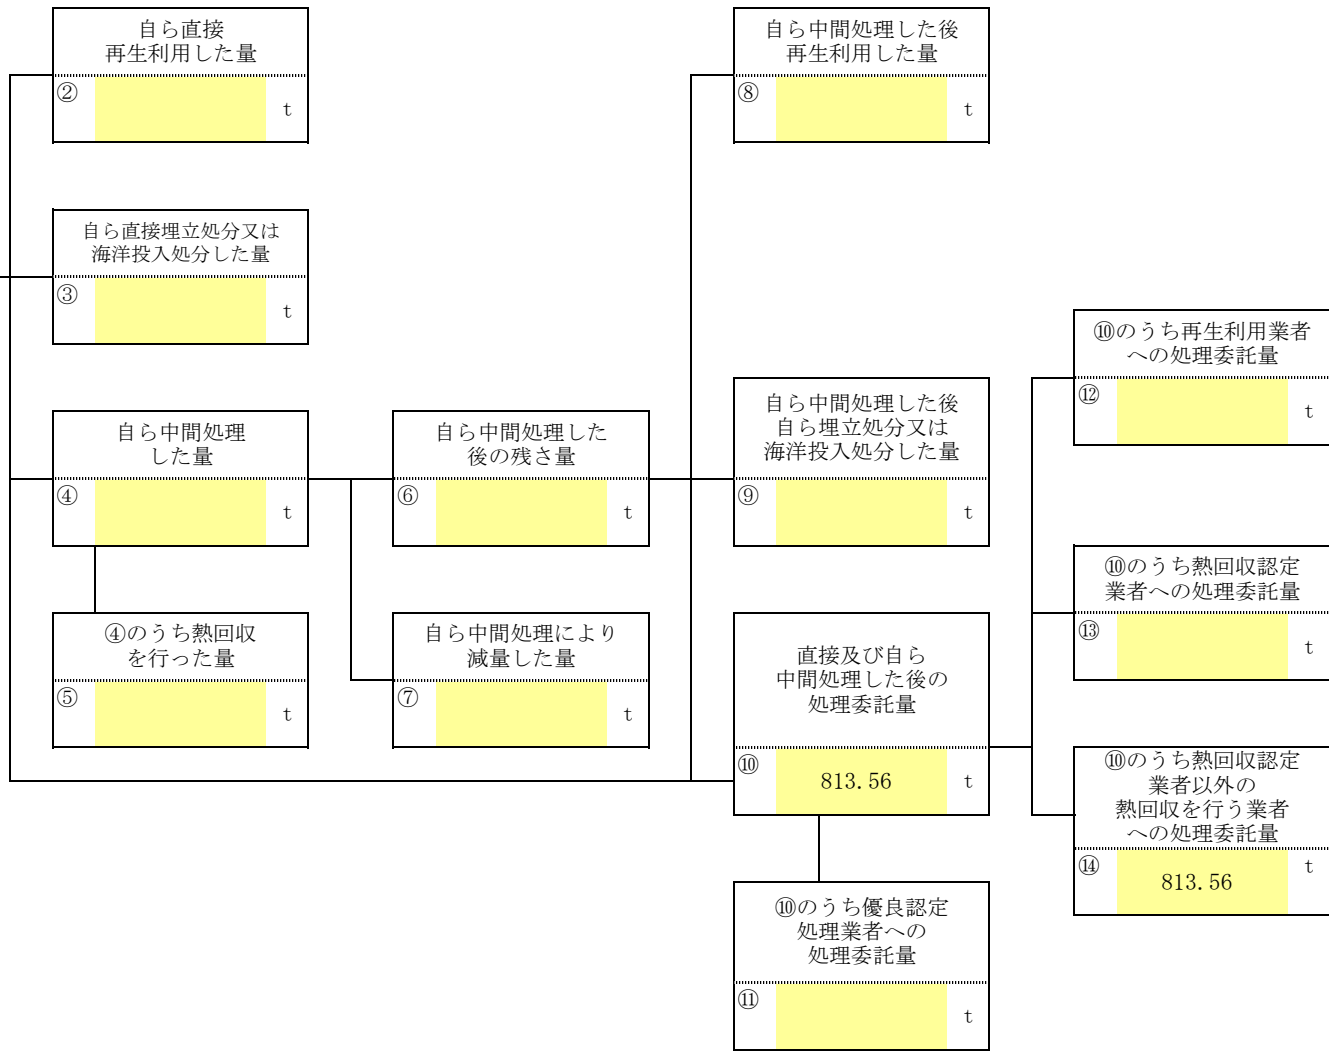 自ら直接
再生利用した量
②
t
自ら直接埋立処分又は
海洋投入処分した量
③
t
自ら中間処理
した量
④
t
④のうち熱回収
を行った量
⑤
t
自ら中間処理した
後の残さ量
⑥
t
自ら中間処理により
減量した量
⑦
t
自ら中間処理した後
再生利用した量
⑧
t
自ら中間処理した後
自ら埋立処分又は
海洋投入処分した量
⑨
t
直接及び自ら
中間処理した後の
処理委託量
⑩ 813.56 t
⑩のうち優良認定
処理業者への
処理委託量
⑪
t
⑩のうち再生利用業者
への処理委託量
⑫
t
⑩のうち熱回収認定
業者への処理委託量
⑬
t
⑩のうち熱回収認定
業者以外の
熱回収を行う業者
への処理委託量
⑭ 813.56 t